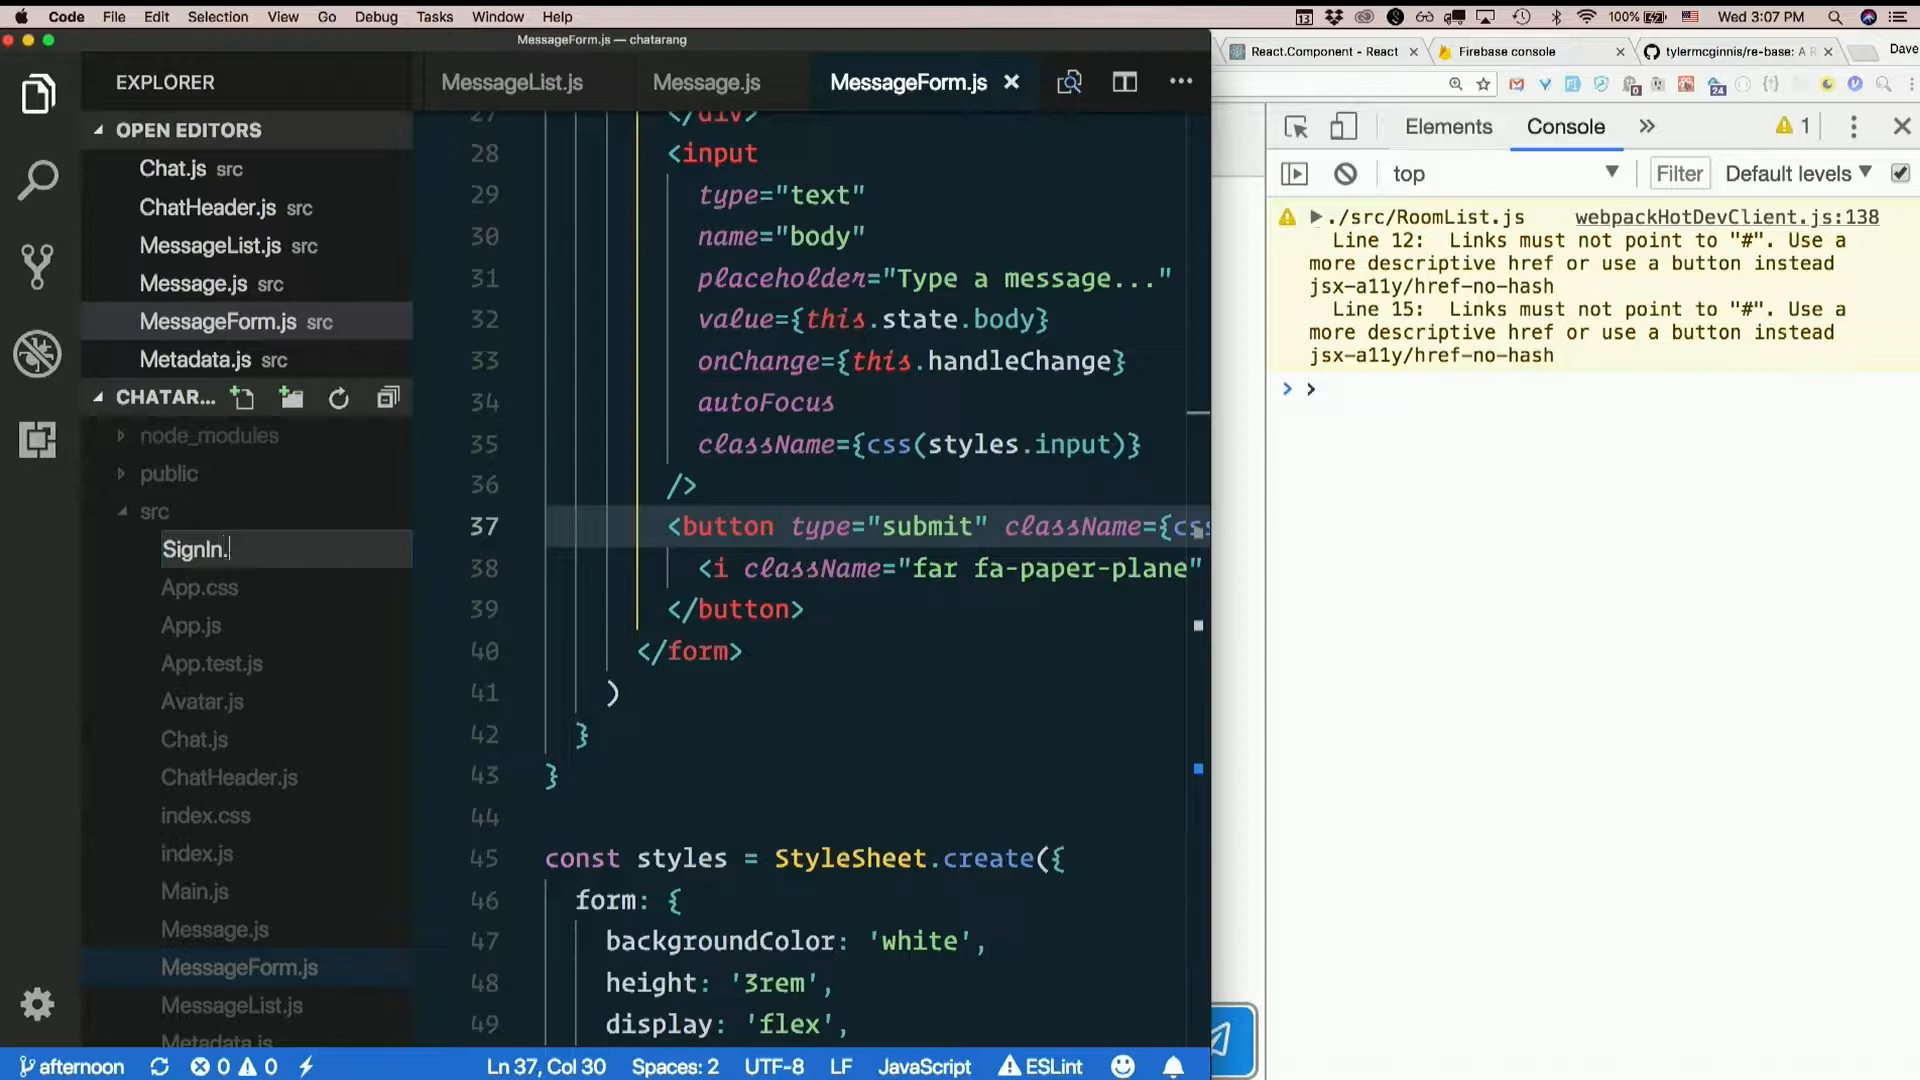 Code File Edit Selection View Go Debug Tasks Window Help
13 100% Wed 3:07 PM
MessageForm.js — chatarang
React.Component - React
Firebase console
tylermcginnis/re-base: A R
Dave
EXPLORER
OPEN EDITORS
Chat.js src
ChatHeader.js src
MessageList.js src
Message.js src
MessageForm.js src
Metadata.js src
CHATAR...
node_modules
public
src
SignIn.
App.css
App.js
App.test.js
Avatar.js
Chat.js
ChatHeader.js
index.css
index.js
Main.js
Message.js
MessageForm.js
MessageList.js
Metadata.js
MessageList.js Message.js MessageForm.js
27 </div>
28 <input
29 type="text"
30 name="body"
31 placeholder="Type a message..."
32 value={this.state.body}
33 onChange={this.handleChange}
34 autoFocus
35 className={css(styles.input)}
36 />
37 <button type="submit" className={css
38 <i className="far fa-paper-plane"
39 </button>
40 </form>
41 )
42 }
43 }
44
45 const styles = StyleSheet.create({
46 form: {
47 backgroundColor: 'white',
48 height: '3rem',
49 display: 'flex',
24
Elements Console » 1
top Filter Default levels
./src/RoomList.js webpackHotDevClient.js:138
Line 12: Links must not point to "#". Use a
more descriptive href or use a button instead
jsx-a11y/href-no-hash
Line 15: Links must not point to "#". Use a
more descriptive href or use a button instead
jsx-a11y/href-no-hash
> >
afternoon 0 0 Ln 37, Col 30 Spaces: 2 UTF-8 LF JavaScript ESLint